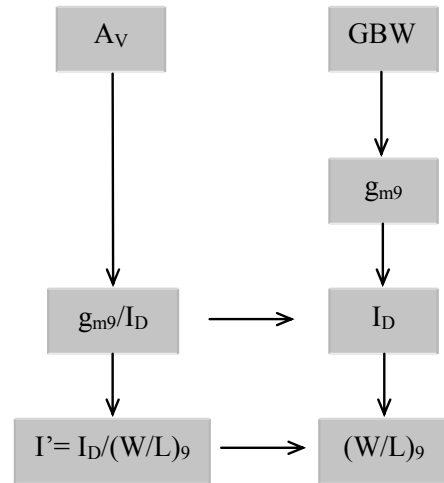 A_V
GBW
g_m9
g_m9/I_D
I_D
I’= I_D/(W/L)_9
(W/L)_9